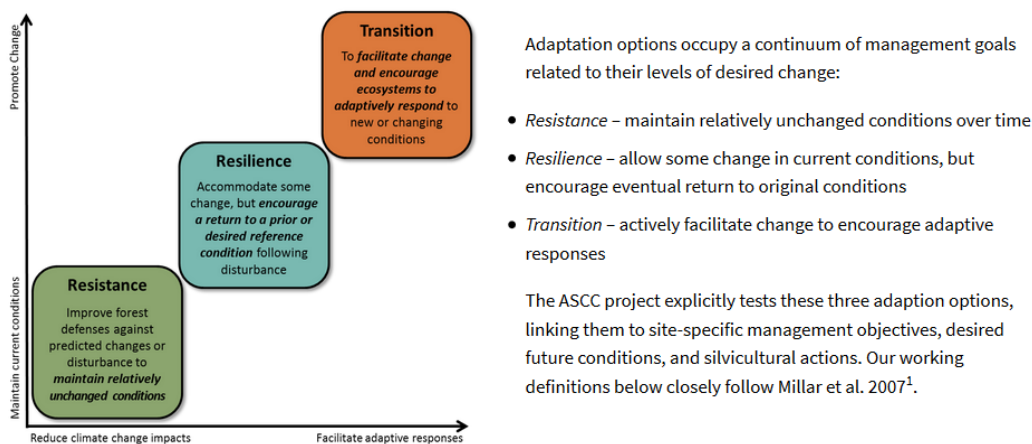 Promote Change
Maintain current conditions
Transition
To facilitate change
and encourage
ecosystems to
adaptively respond to
new or changing
conditions
Resilience
Accommodate some
change, but encourage
a return to a prior or
desired reference
condition following
disturbance
Resistance
Improve forest
defenses against
predicted changes or
disturbance to
maintain relatively
unchanged conditions
Reduce climate change impacts
Facilitate adaptive responses
Adaptation options occupy a continuum of management goals
related to their levels of desired change:
• Resistance – maintain relatively unchanged conditions over time
• Resilience – allow some change in current conditions, but
encourage eventual return to original conditions
• Transition – actively facilitate change to encourage adaptive
responses
The ASCC project explicitly tests these three adaption options,
linking them to site-specific management objectives, desired
future conditions, and silvicultural actions. Our working
definitions below closely follow Millar et al. 2007¹.